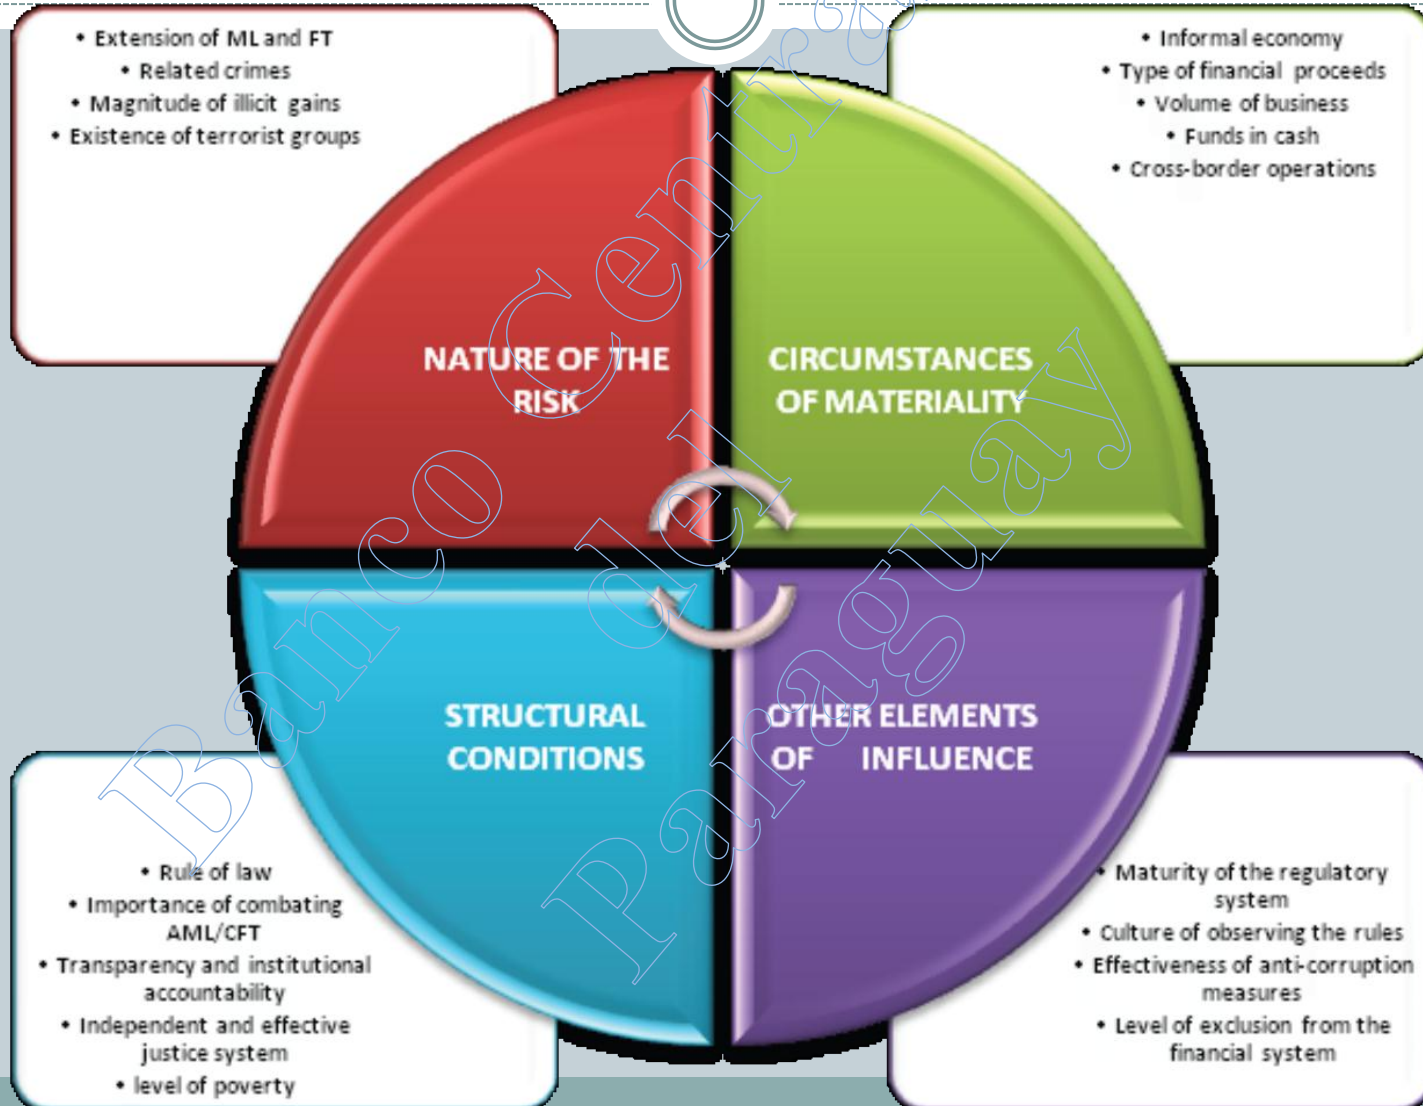 • Extension of ML and FT
• Related crimes
• Magnitude of illicit gains
• Existence of terrorist groups
• Informal economy
• Type of financial proceeds
• Volume of business
• Funds in cash
• Cross-border operations
NATURE OF THE
RISK
CIRCUMSTANCES
OF MATERIALITY
STRUCTURAL
CONDITIONS
OTHER ELEMENTS
OF INFLUENCE
• Rule of law
• Importance of combating
AML/CFT
• Transparency and institutional
accountability
• Independent and effective
justice system
• level of poverty
• Maturity of the regulatory
system
• Culture of observing the rules
• Effectiveness of anti-corruption
measures
• Level of exclusion from the
financial system
Banco Central
del
Paraguay